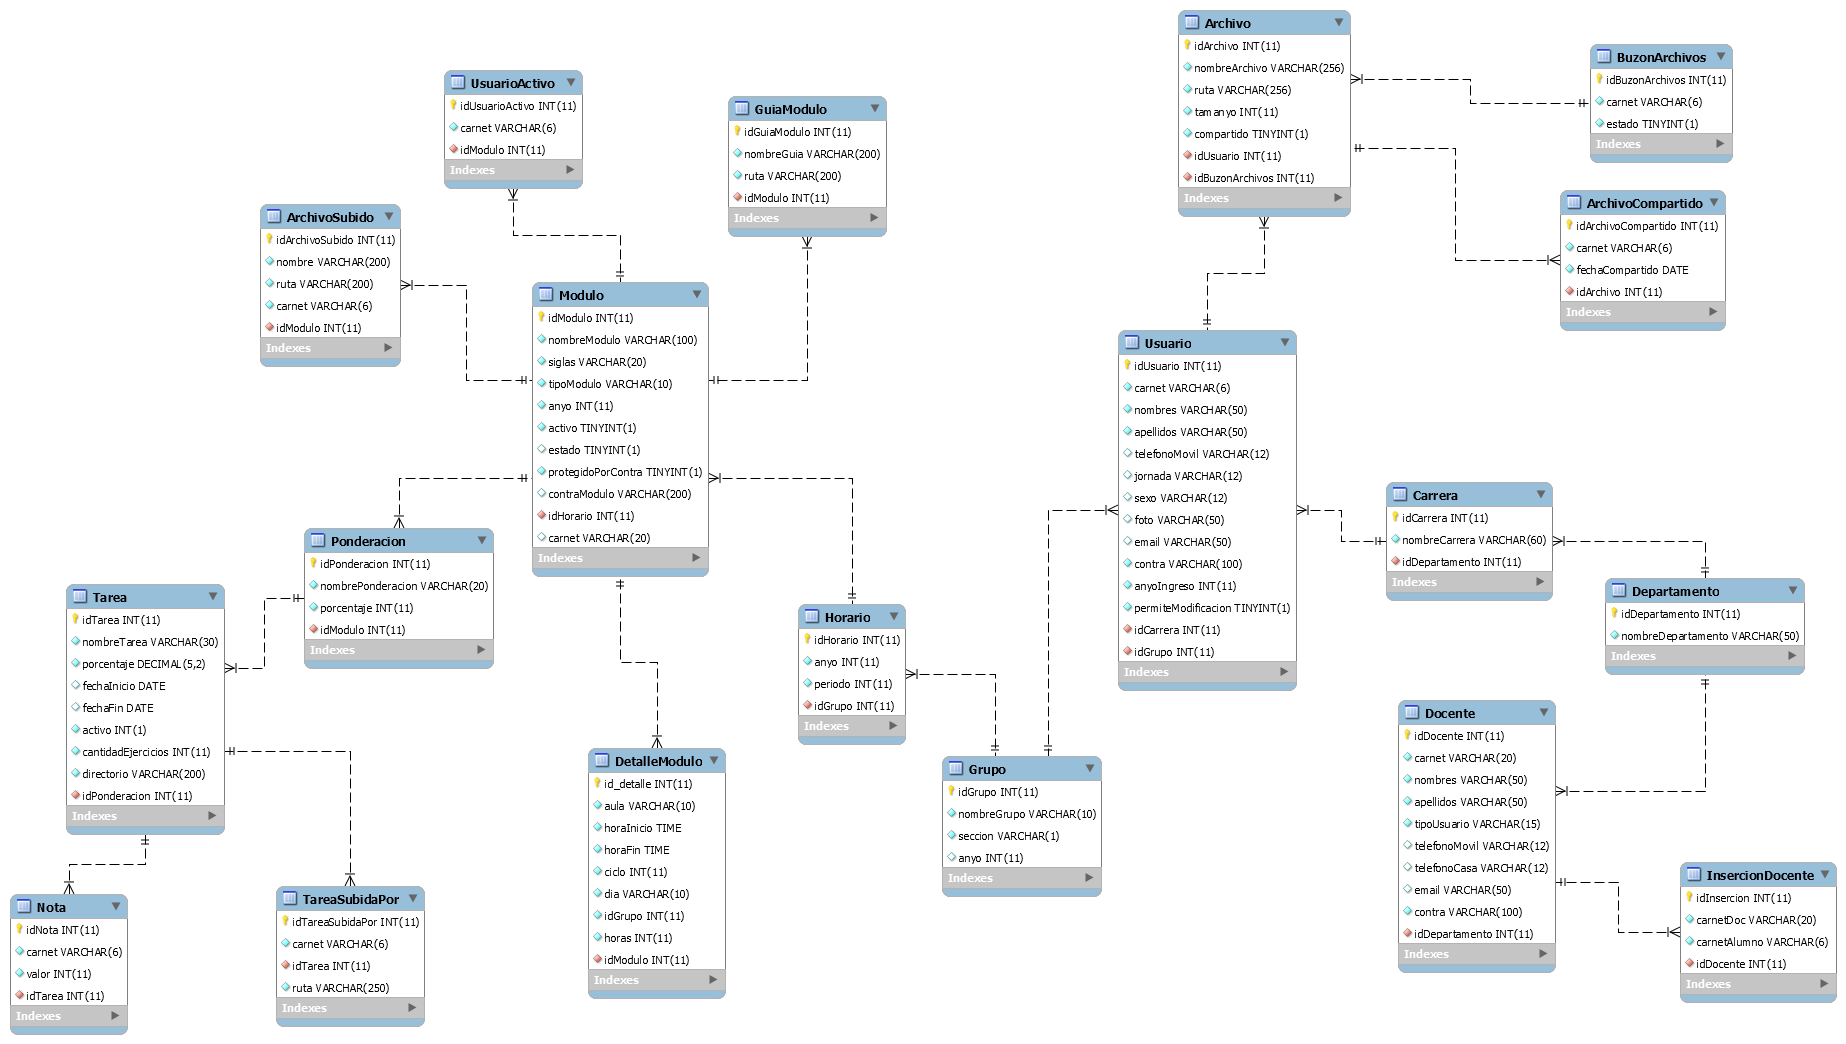 UsuarioActivo
idUsuarioActivo INT(11)
carnet VARCHAR(6)
idModulo INT(11)
Indexes
GuiaModulo
idGuiaModulo INT(11)
nombreGuia VARCHAR(200)
ruta VARCHAR(200)
idModulo INT(11)
Indexes
ArchivoSubido
idArchivoSubido INT(11)
nombre VARCHAR(200)
ruta VARCHAR(200)
carnet VARCHAR(6)
idModulo INT(11)
Indexes
Modulo
idModulo INT(11)
nombreModulo VARCHAR(100)
siglas VARCHAR(20)
tipoModulo VARCHAR(10)
anyo INT(11)
activo TINYINT(1)
estado TINYINT(1)
protegidoPorContra TINYINT(1)
contraModulo VARCHAR(200)
idHorario INT(11)
carnet VARCHAR(20)
Indexes
Ponderacion
idPonderacion INT(11)
nombrePonderacion VARCHAR(20)
porcentaje INT(11)
idModulo INT(11)
Indexes
Tarea
idTarea INT(11)
nombreTarea VARCHAR(30)
porcentaje DECIMAL(5,2)
fechaInicio DATE
fechaFin DATE
activo INT(1)
cantidadEjercicios INT(11)
directorio VARCHAR(200)
idPonderacion INT(11)
Indexes
Nota
idNota INT(11)
carnet VARCHAR(6)
valor INT(11)
idTarea INT(11)
Indexes
TareaSubidaPor
idTareaSubidaPor INT(11)
carnet VARCHAR(6)
idTarea INT(11)
ruta VARCHAR(250)
Indexes
DetalleModulo
id_detalle INT(11)
aula VARCHAR(10)
horaInicio TIME
horaFin TIME
ciclo INT(11)
dia VARCHAR(10)
idGrupo INT(11)
horas INT(11)
idModulo INT(11)
Indexes
Horario
idHorario INT(11)
anyo INT(11)
periodo INT(11)
idGrupo INT(11)
Indexes
Grupo
idGrupo INT(11)
nombreGrupo VARCHAR(10)
seccion VARCHAR(1)
anyo INT(11)
Indexes
Archivo
idArchivo INT(11)
nombreArchivo VARCHAR(256)
ruta VARCHAR(256)
tamanyo INT(11)
compartido TINYINT(1)
idUsuario INT(11)
idBuzonArchivos INT(11)
Indexes
BuzonArchivos
idBuzonArchivos INT(11)
carnet VARCHAR(6)
estado TINYINT(1)
Indexes
ArchivoCompartido
idArchivoCompartido INT(11)
carnet VARCHAR(6)
fechaCompartido DATE
idArchivo INT(11)
Indexes
Usuario
idUsuario INT(11)
carnet VARCHAR(6)
nombres VARCHAR(50)
apellidos VARCHAR(50)
telefonoMovil VARCHAR(12)
jornada VARCHAR(12)
sexo VARCHAR(12)
foto VARCHAR(50)
email VARCHAR(50)
contra VARCHAR(100)
anyoIngreso INT(11)
permiteModificacion TINYINT(1)
idCarrera INT(11)
idGrupo INT(11)
Indexes
Carrera
idCarrera INT(11)
nombreCarrera VARCHAR(60)
idDepartamento INT(11)
Indexes
Departamento
idDepartamento INT(11)
nombreDepartamento VARCHAR(50)
Indexes
Docente
idDocente INT(11)
carnet VARCHAR(20)
nombres VARCHAR(50)
apellidos VARCHAR(50)
tipoUsuario VARCHAR(15)
telefonoMovil VARCHAR(12)
telefonoCasa VARCHAR(12)
email VARCHAR(50)
contra VARCHAR(100)
idDepartamento INT(11)
Indexes
InsercionDocente
idInsercion INT(11)
carnetDoc VARCHAR(20)
carnetAlumno VARCHAR(6)
idDocente INT(11)
Indexes